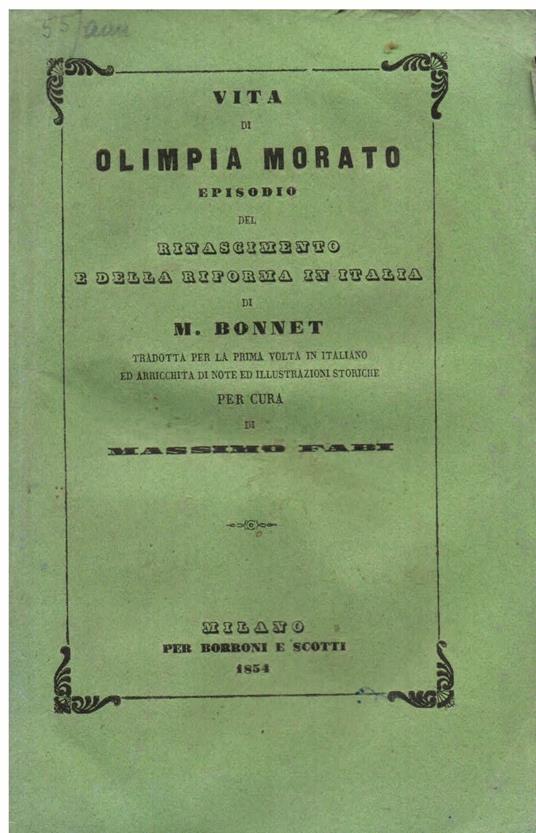 VITA
DI
OLIMPIA MORATO
EPISODIO
DEL
RINASCIMENTO
E DELLA RIFORMA IN ITALIA
DI
M. BONNET
TRADOTTA PER LA PRIMA VOLTA IN ITALIANO
ED ARRICCHITA DI NOTE ED ILLUSTRAZIONI STORICHE
PER CURA
DI
MASSIMO FABI
MILANO
PER BORRONI E SCOTTI
1854